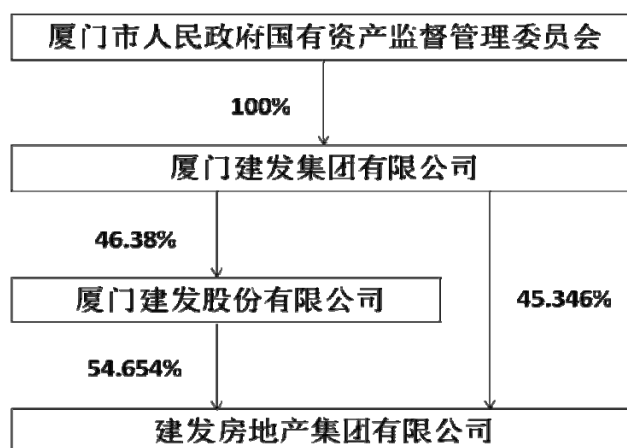 厦门市人民政府国有资产监督管理委员会
100%
厦门建发集团有限公司
46.38%
厦门建发股份有限公司
45.346%
54.654%
建发房地产集团有限公司